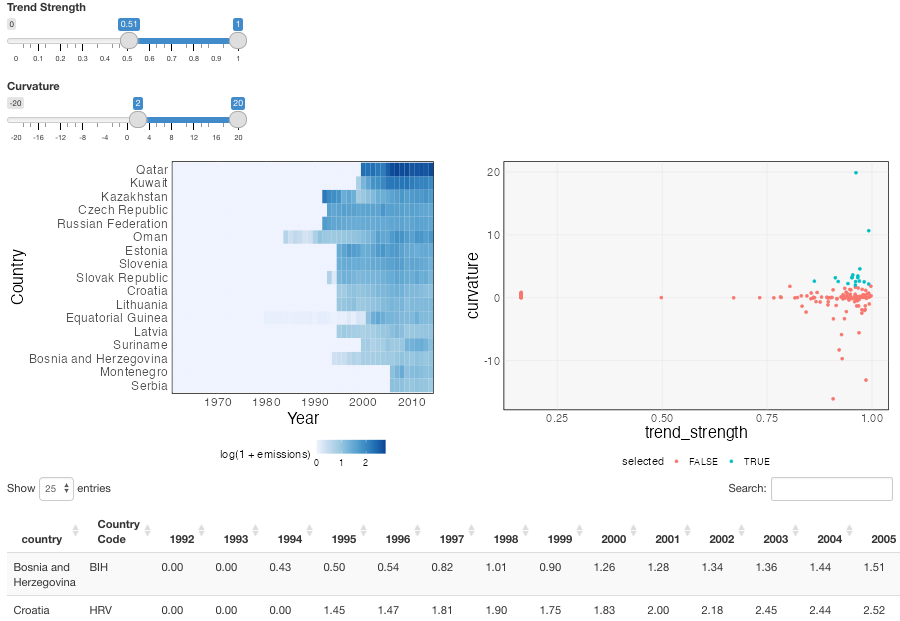 Trend Strength
0 0.51 1
0 0.1 0.2 0.3 0.4 0.5 0.6 0.7 0.8 0.9 1
Curvature
-20 2 20
-20 -16 -12 -8 -4 0 4 8 12 16 20
Country
Qatar
Kuwait
Kazakhstan
Czech Republic
Russian Federation
Oman
Estonia
Slovenia
Slovak Republic
Croatia
Lithuania
Equatorial Guinea
Latvia
Suriname
Bosnia and Herzegovina
Montenegro
Serbia
1970 1980 1990 2000 2010
Year
log(1 + emissions)
0 1 2
curvature
20
10
0
-10
0.25 0.50 0.75 1.00
trend_strength
selected FALSE TRUE
Show 25 entries
Search:
country Country Code 1992 1993 1994 1995 1996 1997 1998 1999 2000 2001 2002 2003 2004 2005
Bosnia and BIH 0.00 0.00 0.43 0.50 0.54 0.82 1.01 0.90 1.26 1.28 1.34 1.36 1.44 1.51
Herzegovina
Croatia HRV 0.00 0.00 0.00 1.45 1.47 1.81 1.90 1.75 1.83 2.00 2.18 2.45 2.44 2.52